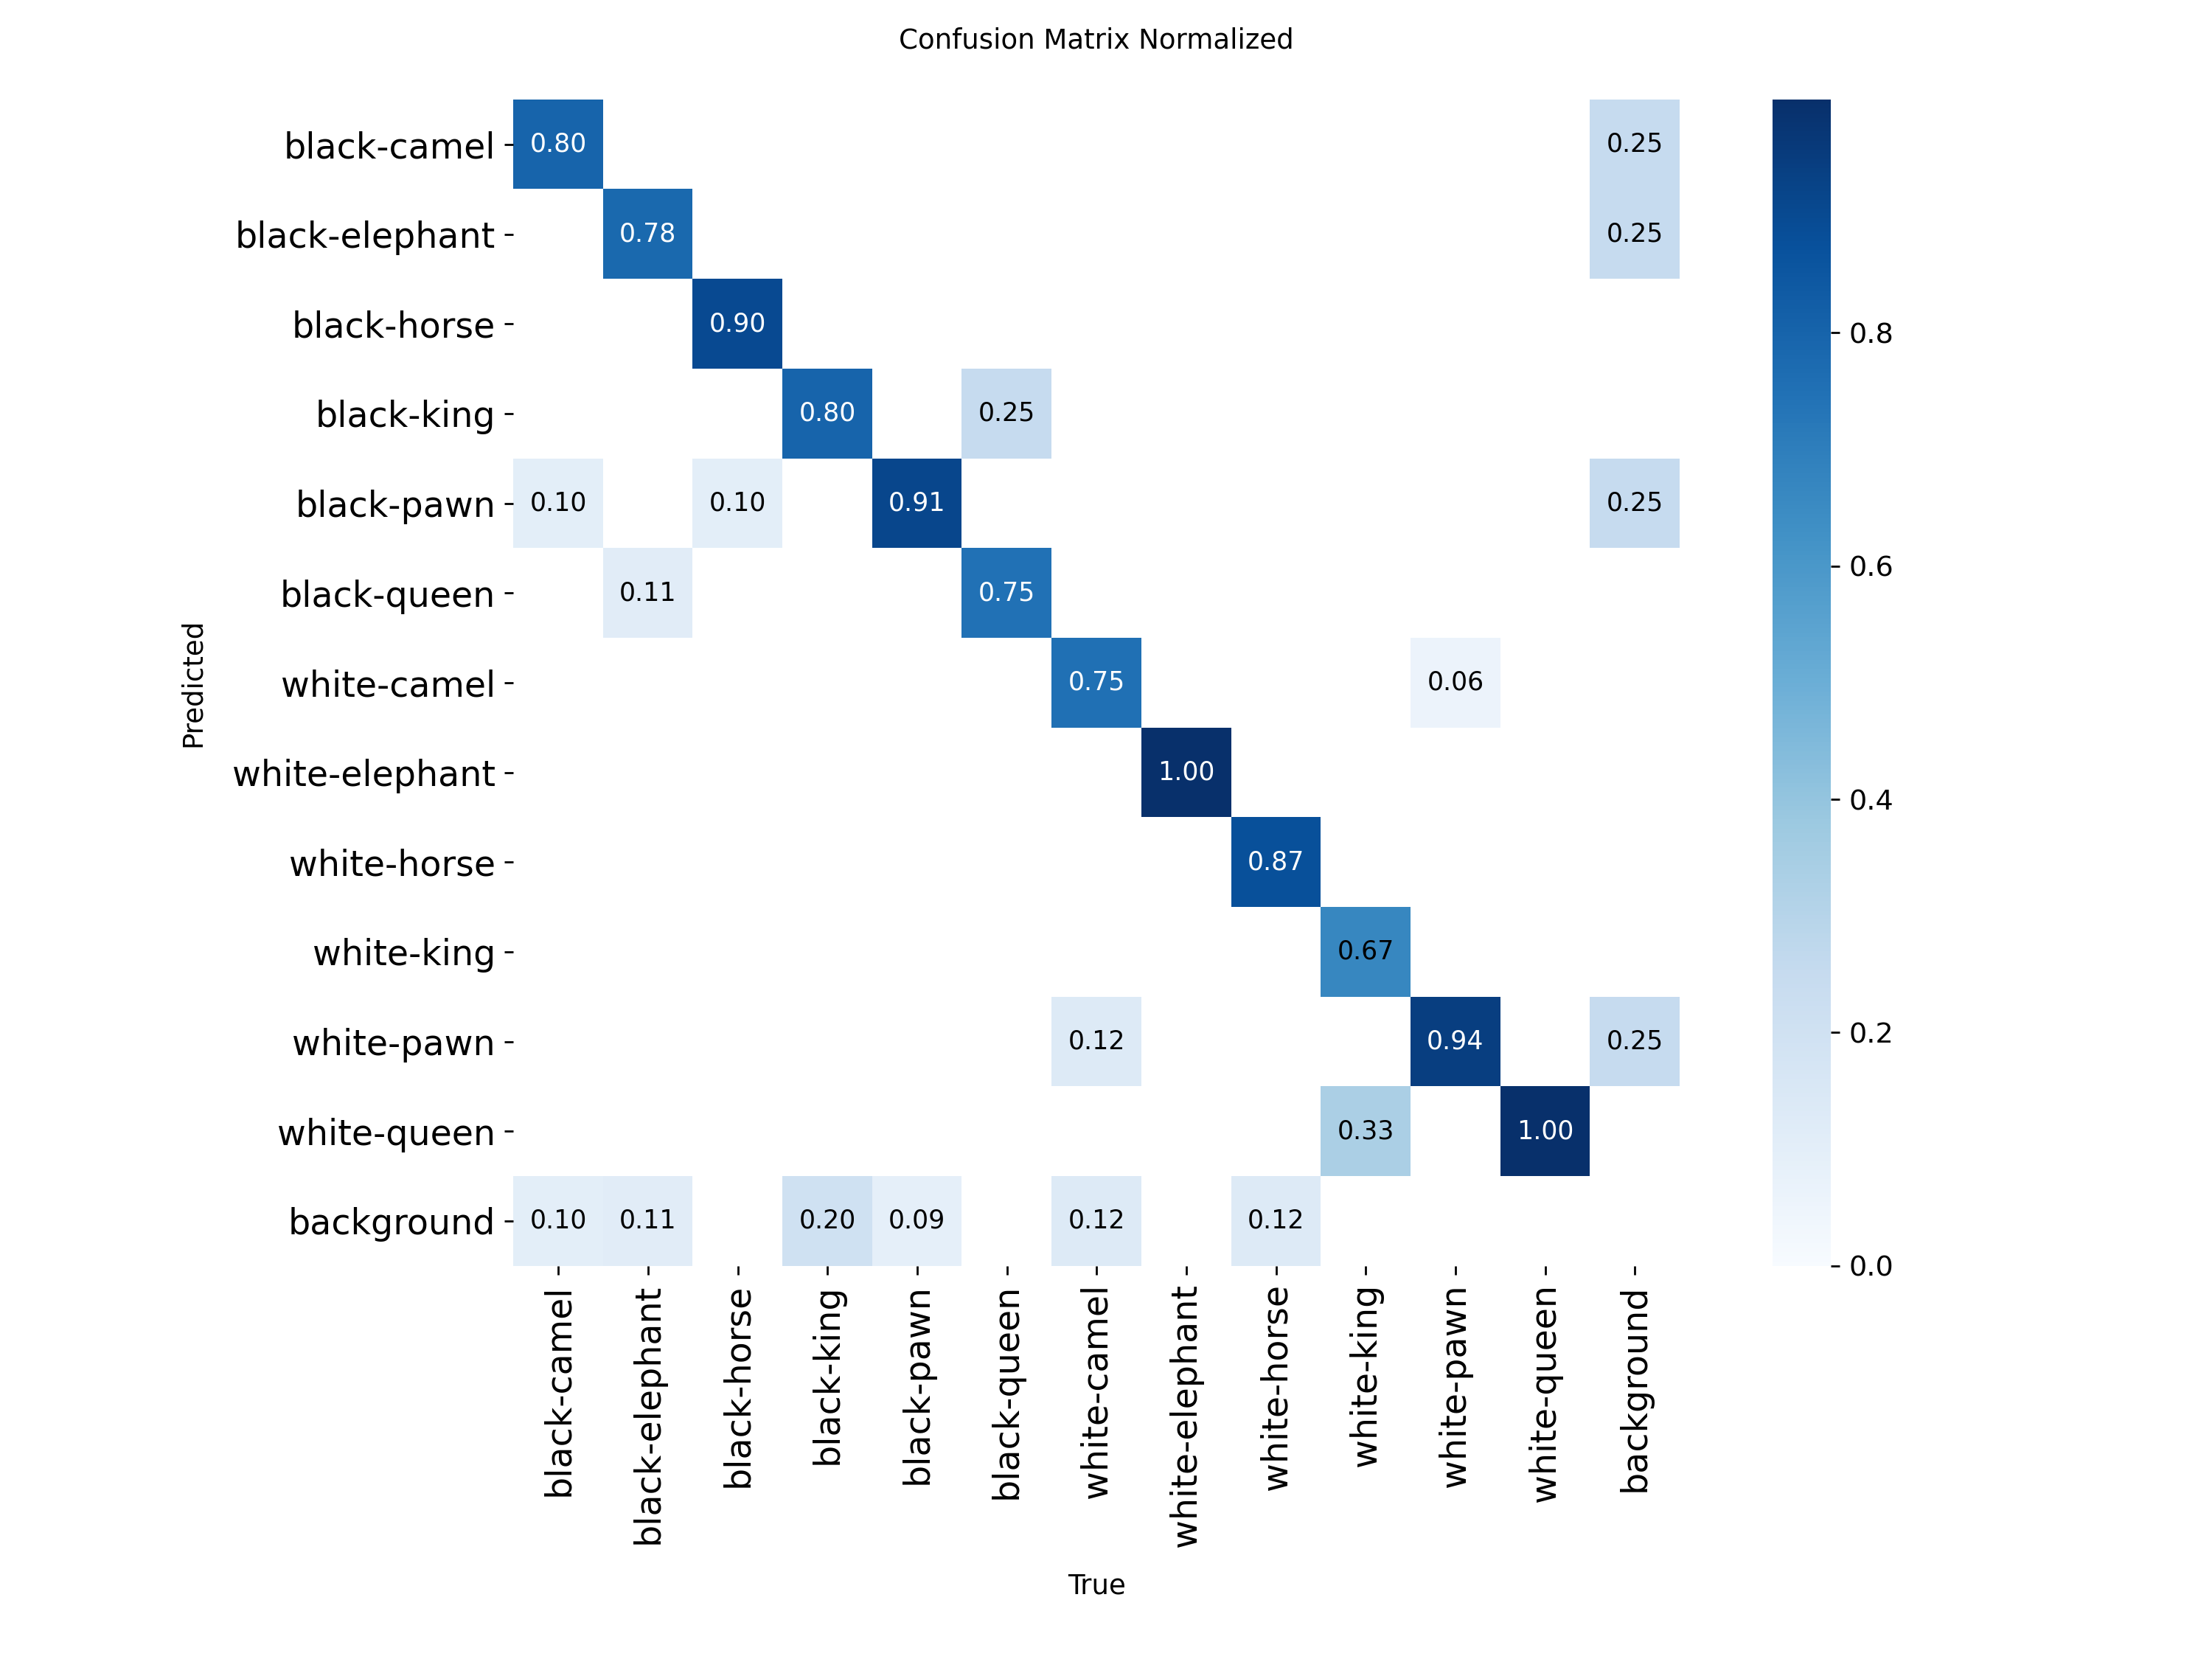 Confusion Matrix Normalized
black-camel 0.80 0.25
black-elephant 0.78 0.25
black-horse 0.90
0.8
black-king 0.80 0.25
black-pawn 0.10 0.10 0.91 0.25
0.6
black-queen 0.11 0.75
Predicted
white-camel 0.75 0.06
white-elephant 1.00
0.4
white-horse 0.87
white-king 0.67
white-pawn 0.12 0.94 0.25
0.2
white-queen 0.33 1.00
background 0.10 0.11 0.20 0.09 0.12 0.12
0.0
black-camel
black-elephant
black-horse
black-king
black-pawn
black-queen
white-camel
white-elephant
white-horse
white-king
white-pawn
white-queen
background
True